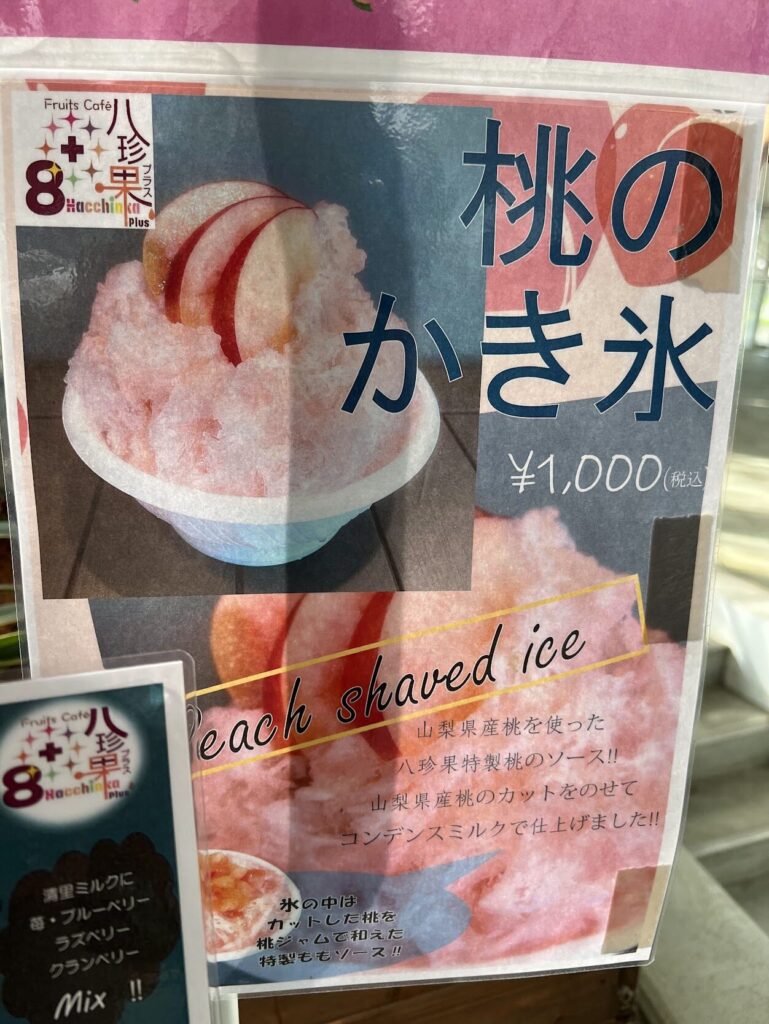 Fruits Café
八珍果
プラス
+
8
Hacchinka
Plus
桃の
かき氷
¥1,000(税込)
Peach shaved ice
山梨県産桃を使った
八珍果特製桃のソース!!
山梨県産桃のカットをのせて
コンデンスミルクで仕上げました!!
氷の中は
カットした桃を
桃ジャムで和えた
特製ももソース!!
Fruits Café
八珍果
プラス
+
8
Hacchinka
Plus
清里ミルクに
苺・ブルーベリー
ラズベリー
クランベリー
Mix !!